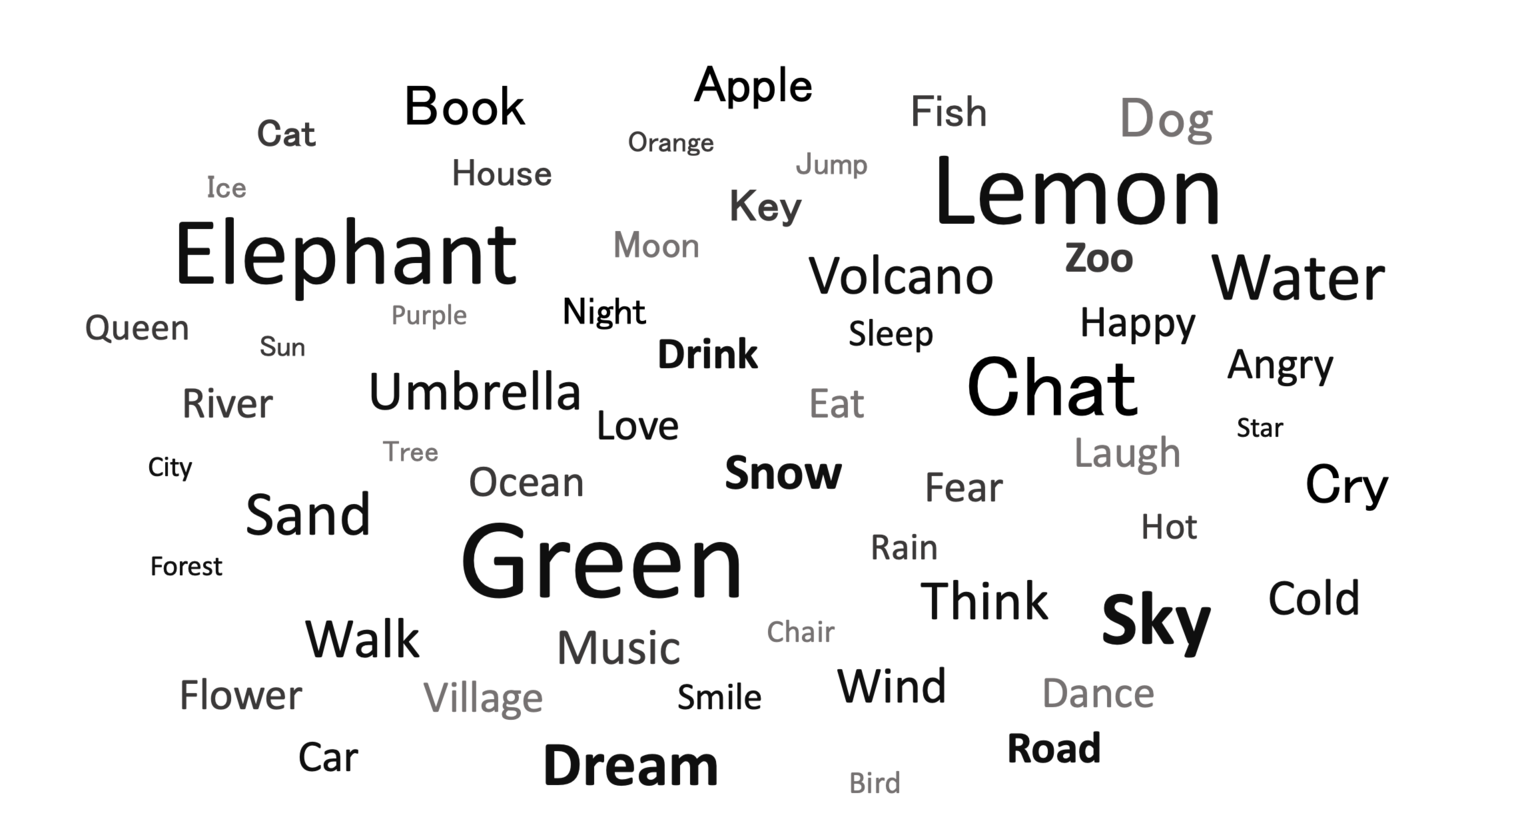 Apple
Book
Fish
Dog
Cat
Orange
Jump
House
Ice
Lemon
Key
Elephant
Moon
Zoo
Volcano
Water
Purple
Night
Happy
Queen
Sun
Sleep
Drink
Angry
Umbrella
Chat
River
Eat
Love
Star
Tree
Laugh
City
Ocean
Snow
Fear
Cry
Sand
Hot
Rain
Green
Forest
Think
Sky
Cold
Walk
Music
Chair
Wind
Flower
Village
Smile
Dance
Road
Car
Dream
Bird